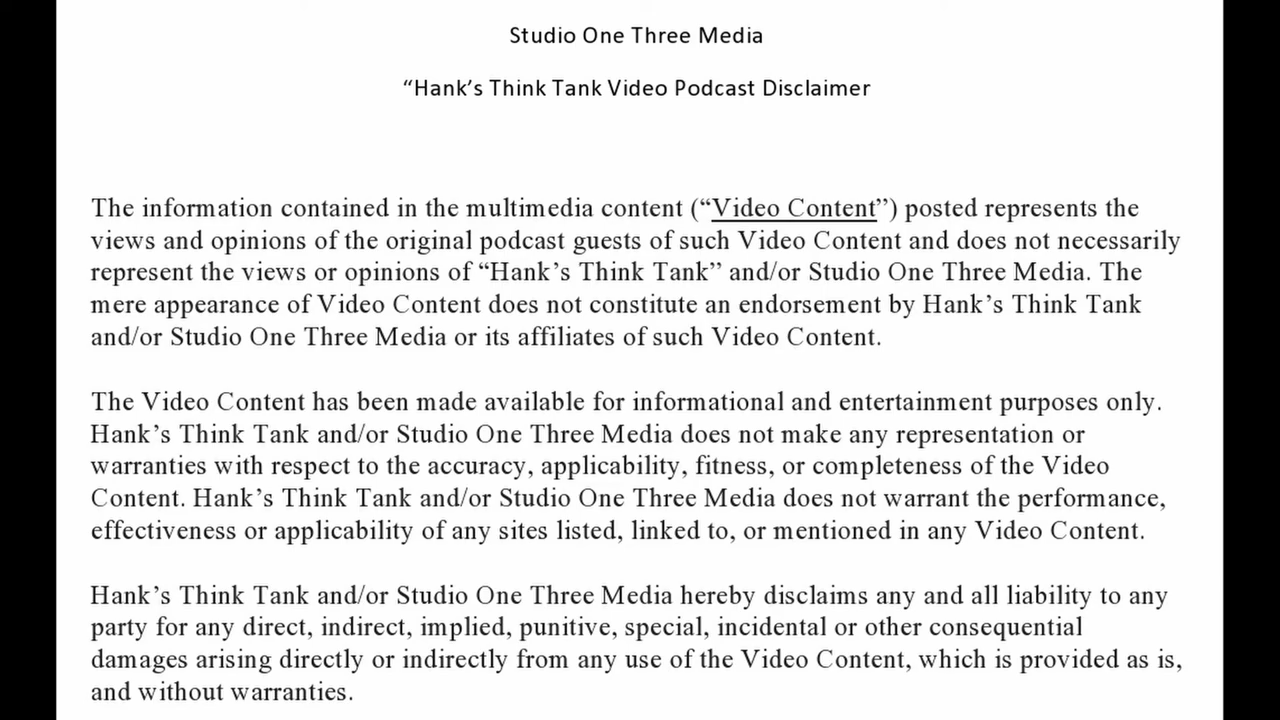 Studio One Three Media
“Hank’s Think Tank Video Podcast Disclaimer
The information contained in the multimedia content (“Video Content”) posted represents the
views and opinions of the original podcast guests of such Video Content and does not necessarily
represent the views or opinions of “Hank’s Think Tank” and/or Studio One Three Media. The
mere appearance of Video Content does not constitute an endorsement by Hank’s Think Tank
and/or Studio One Three Media or its affiliates of such Video Content.
The Video Content has been made available for informational and entertainment purposes only.
Hank’s Think Tank and/or Studio One Three Media does not make any representation or
warranties with respect to the accuracy, applicability, fitness, or completeness of the Video
Content. Hank’s Think Tank and/or Studio One Three Media does not warrant the performance,
effectiveness or applicability of any sites listed, linked to, or mentioned in any Video Content.
Hank’s Think Tank and/or Studio One Three Media hereby disclaims any and all liability to any
party for any direct, indirect, implied, punitive, special, incidental or other consequential
damages arising directly or indirectly from any use of the Video Content, which is provided as is,
and without warranties.